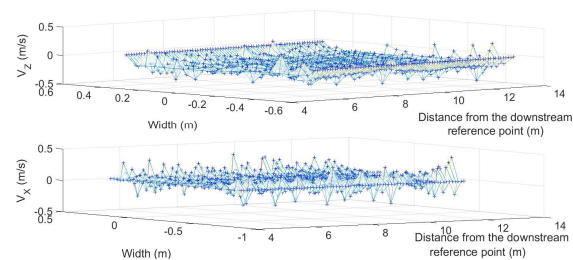 0.5
0
-0.5
V_Z (m/s)
0.6 0.4 0.2 0 -0.2 -0.4 -0.6
4 6 8 10 12 14
Width (m)
Distance from the downstream
reference point (m)
0.5
0
-0.5
V_X (m/s)
0.5 0 -0.5 -1
4 6 8 10 12 14
Width (m)
Distance from the downstream
reference point (m)